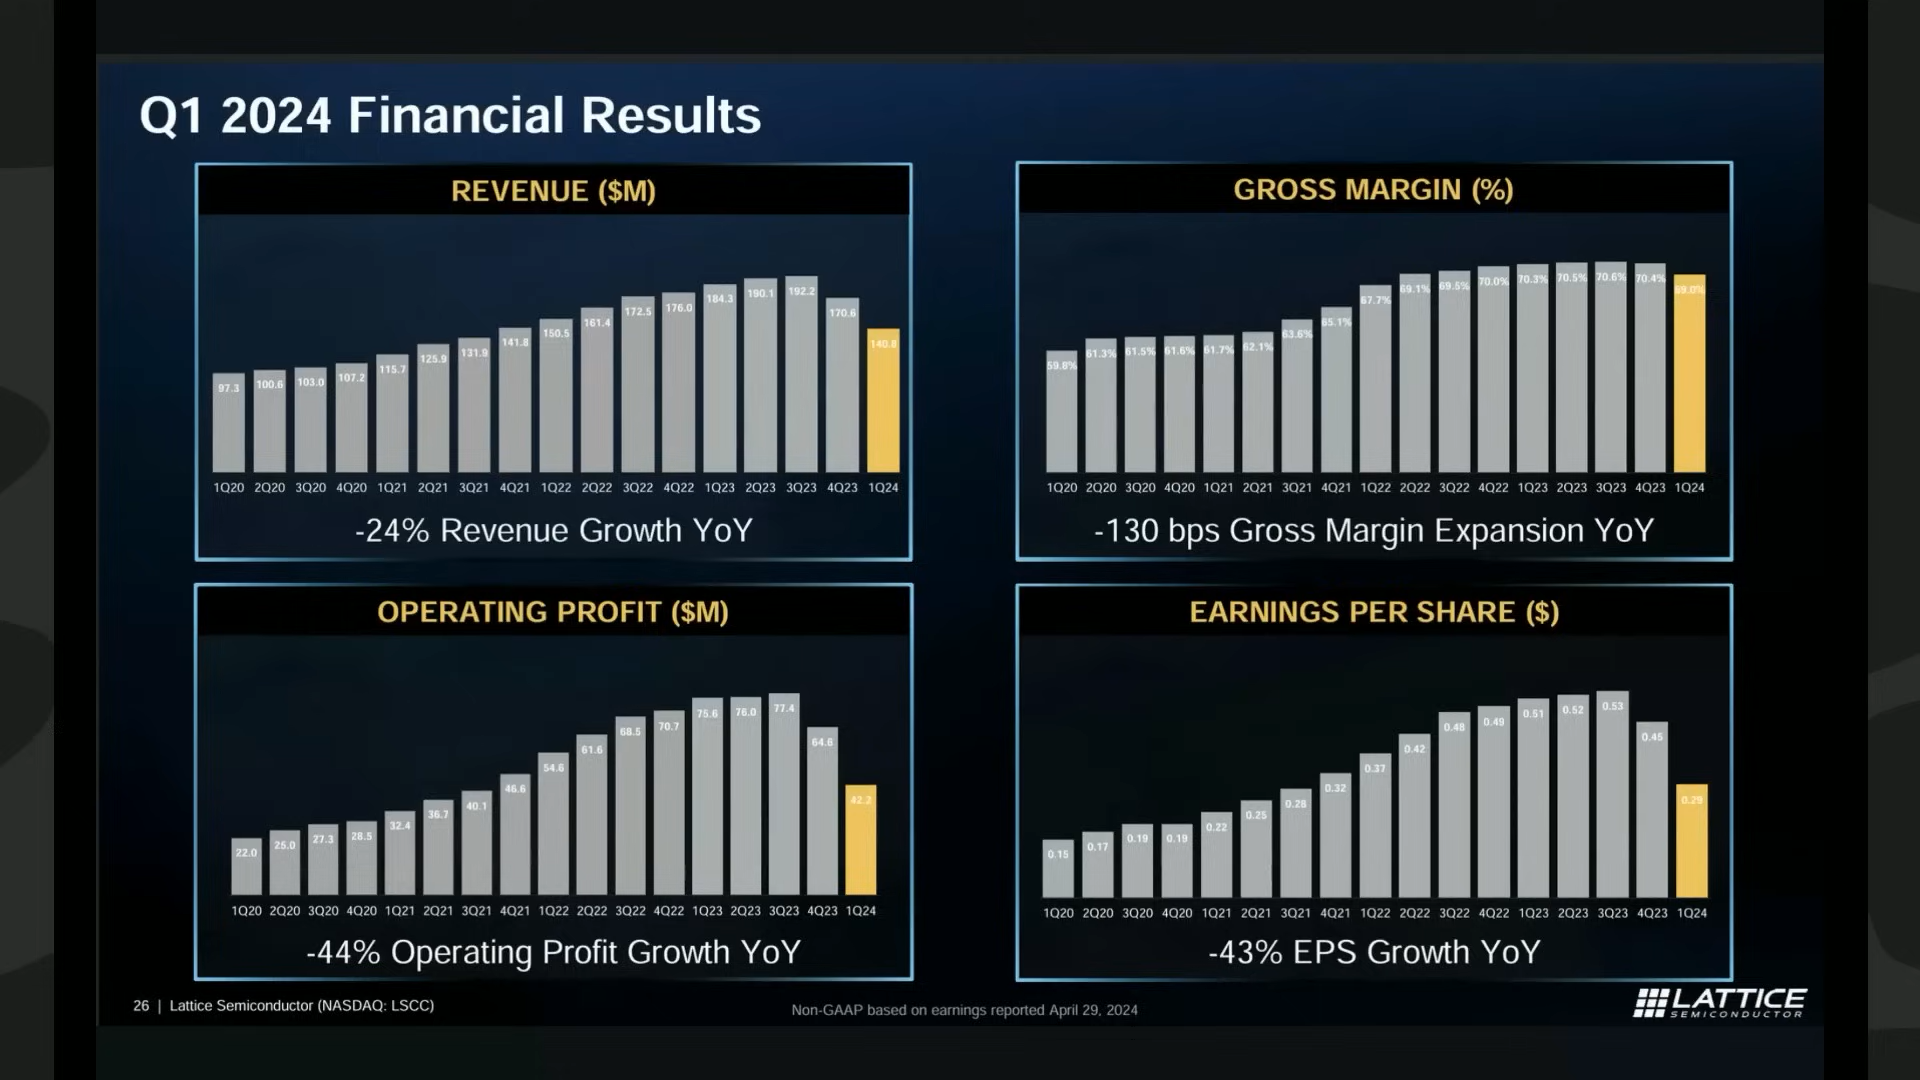 Q1 2024 Financial Results
REVENUE ($M)
97.3 100.6 103.0 107.2 115.7 125.9 131.9 141.8 150.5 161.4 172.5 176.0 184.3 190.1 192.2 170.6 140.8
1Q20 2Q20 3Q20 4Q20 1Q21 2Q21 3Q21 4Q21 1Q22 2Q22 3Q22 4Q22 1Q23 2Q23 3Q23 4Q23 1Q24
-24% Revenue Growth YoY
GROSS MARGIN (%)
59.8% 61.3% 61.5% 61.6% 61.7% 62.1% 63.6% 65.1% 67.7% 69.1% 69.5% 70.0% 70.3% 70.5% 70.6% 70.4% 69.0%
1Q20 2Q20 3Q20 4Q20 1Q21 2Q21 3Q21 4Q21 1Q22 2Q22 3Q22 4Q22 1Q23 2Q23 3Q23 4Q23 1Q24
-130 bps Gross Margin Expansion YoY
OPERATING PROFIT ($M)
22.0 25.0 27.3 28.5 32.4 36.7 40.1 46.6 54.6 61.6 68.5 70.7 75.6 76.0 77.4 64.6 42.2
1Q20 2Q20 3Q20 4Q20 1Q21 2Q21 3Q21 4Q21 1Q22 2Q22 3Q22 4Q22 1Q23 2Q23 3Q23 4Q23 1Q24
-44% Operating Profit Growth YoY
EARNINGS PER SHARE ($)
0.15 0.17 0.19 0.19 0.22 0.25 0.28 0.32 0.37 0.42 0.48 0.49 0.51 0.52 0.53 0.45 0.29
1Q20 2Q20 3Q20 4Q20 1Q21 2Q21 3Q21 4Q21 1Q22 2Q22 3Q22 4Q22 1Q23 2Q23 3Q23 4Q23 1Q24
-43% EPS Growth YoY
26 | Lattice Semiconductor (NASDAQ: LSCC)
Non-GAAP based on earnings reported April 29, 2024
LATTICE
SEMICONDUCTOR